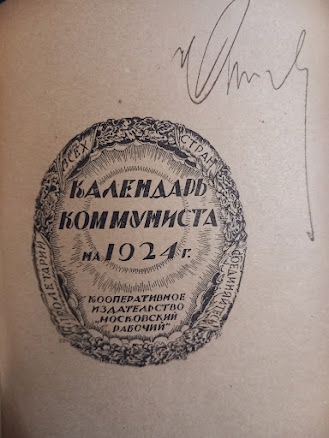 ПРОЛЕТАРИИ ВСЕХ СТРАН СОЕДИНЯЙТЕСЬ
КАЛЕНДАРЬ
КОММУНИСТА
НА 1924 Г.
КООПЕРАТИВНОЕ
ИЗДАТЕЛЬСТВО
„МОСКОВСКИЙ
РАБОЧИЙ"